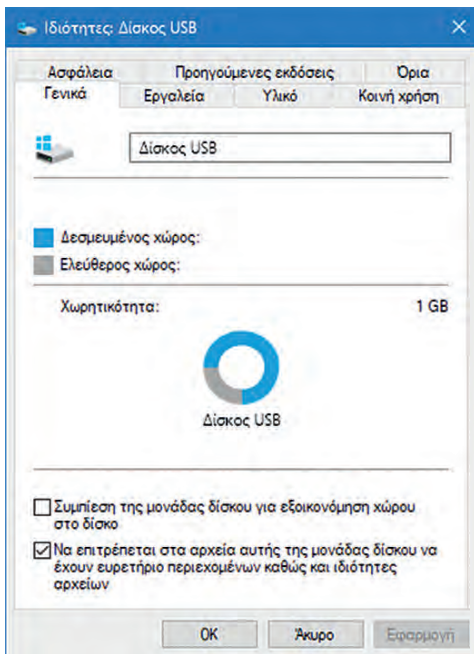 Ιδιότητες: Δίσκος USB
Ασφάλεια Προηγούμενες εκδόσεις Όρια
Γενικά Εργαλεία Υλικό Κοινή χρήση
Δίσκος USB
Δεσμευμένος χώρος:
Ελεύθερος χώρος:
Χωρητικότητα: 1 GB
Δίσκος USB
Συμπίεση της μονάδας δίσκου για εξοικονόμηση χώρου
στο δίσκο
Να επιτρέπεται στα αρχεία αυτής της μονάδας δίσκου να
έχουν ευρετήριο περιεχομένων καθώς και ιδιότητες
αρχείων
OK Άκυρο Εφαρμογή